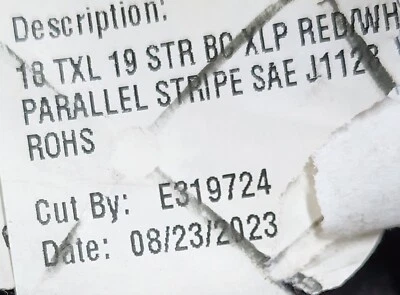 Description:
18 TXL 19 STR BC XLP RED/WH
PARALLEL STRIPE SAE J1128
ROHS
Cut By: E319724
Date: 08/23/2023